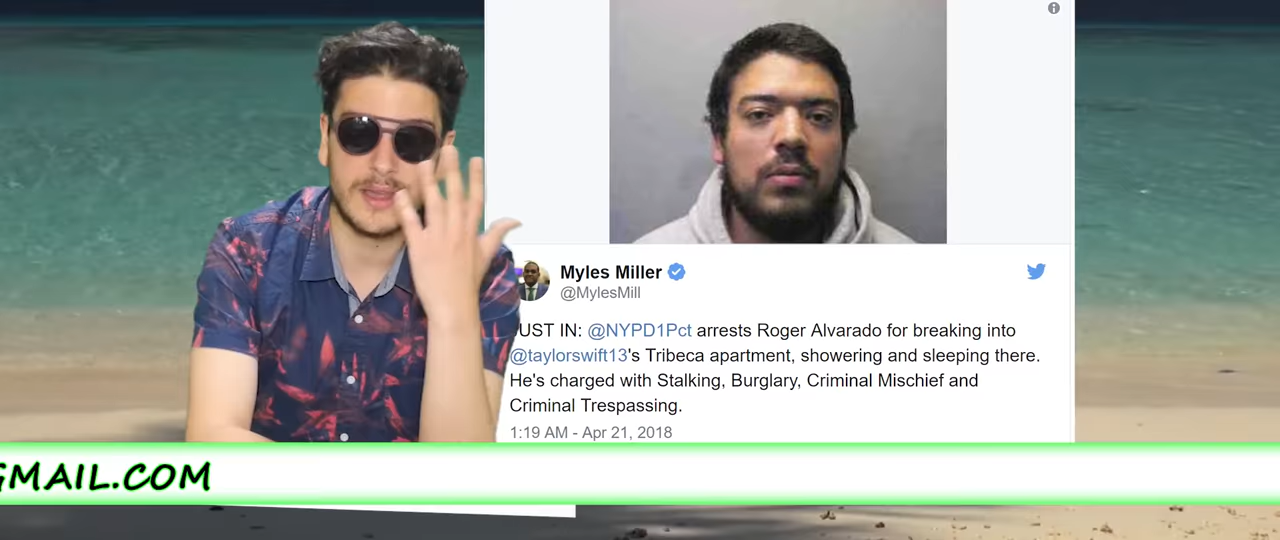 Myles Miller
@MylesMill
UST IN: @NYPD1Pct arrests Roger Alvarado for breaking into
@taylorswift13's Tribeca apartment, showering and sleeping there.
He's charged with Stalking, Burglary, Criminal Mischief and
Criminal Trespassing.
1:19 AM - Apr 21, 2018
GMAIL.COM